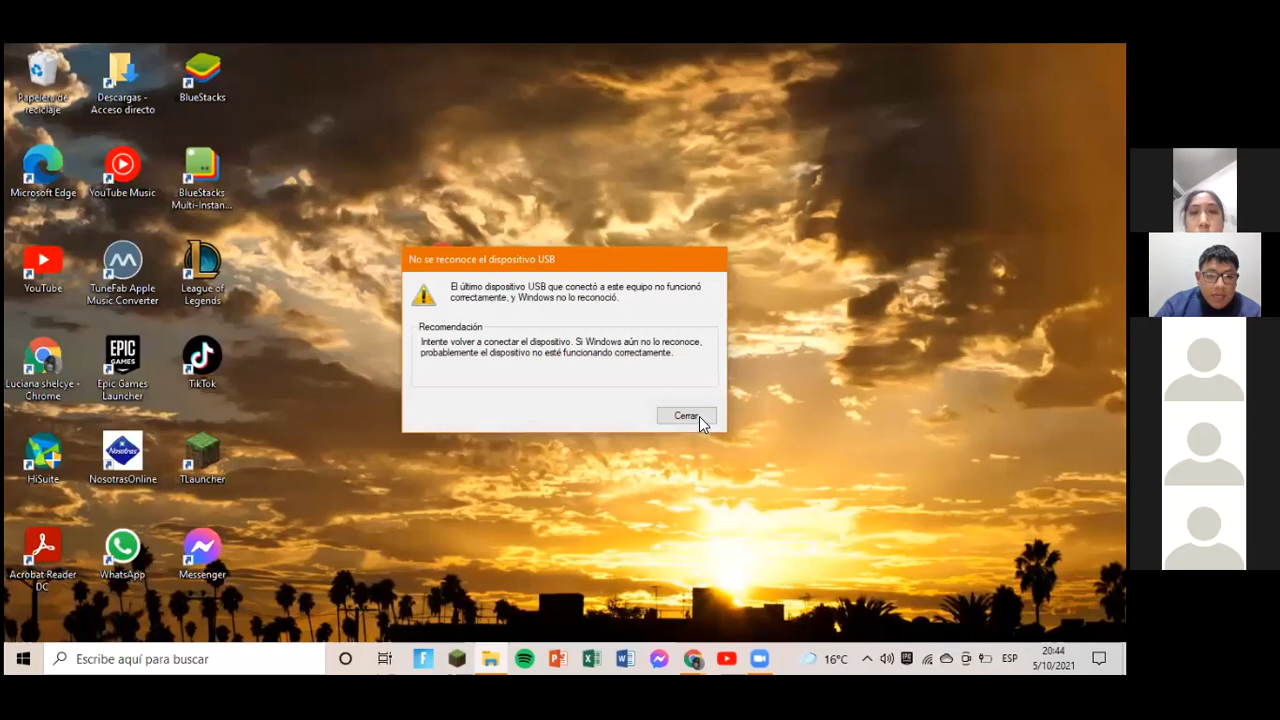 Papelera de
reciclaje
Descargas -
Acceso directo
BlueStacks
Microsoft Edge
YouTube Music
BlueStacks
Multi-Instan...
YouTube
TuneFab Apple
Music Converter
League of
Legends
Luciana shelcye -
Chrome
EPIC
GAMES
Epic Games
Launcher
TikTok
HiSuite
Nosotras
NosotrasOnline
TLauncher
Acrobat Reader
DC
WhatsApp
Messenger
No se reconoce el dispositivo USB
El último dispositivo USB que conectó a este equipo no funcionó
correctamente, y Windows no lo reconoció.
Recomendación
Intente volver a conectar el dispositivo. Si Windows aún no lo reconoce,
probablemente el dispositivo no esté funcionando correctamente.
Cerrar
Escribe aquí para buscar
16°C
ESP
20:44
5/10/2021